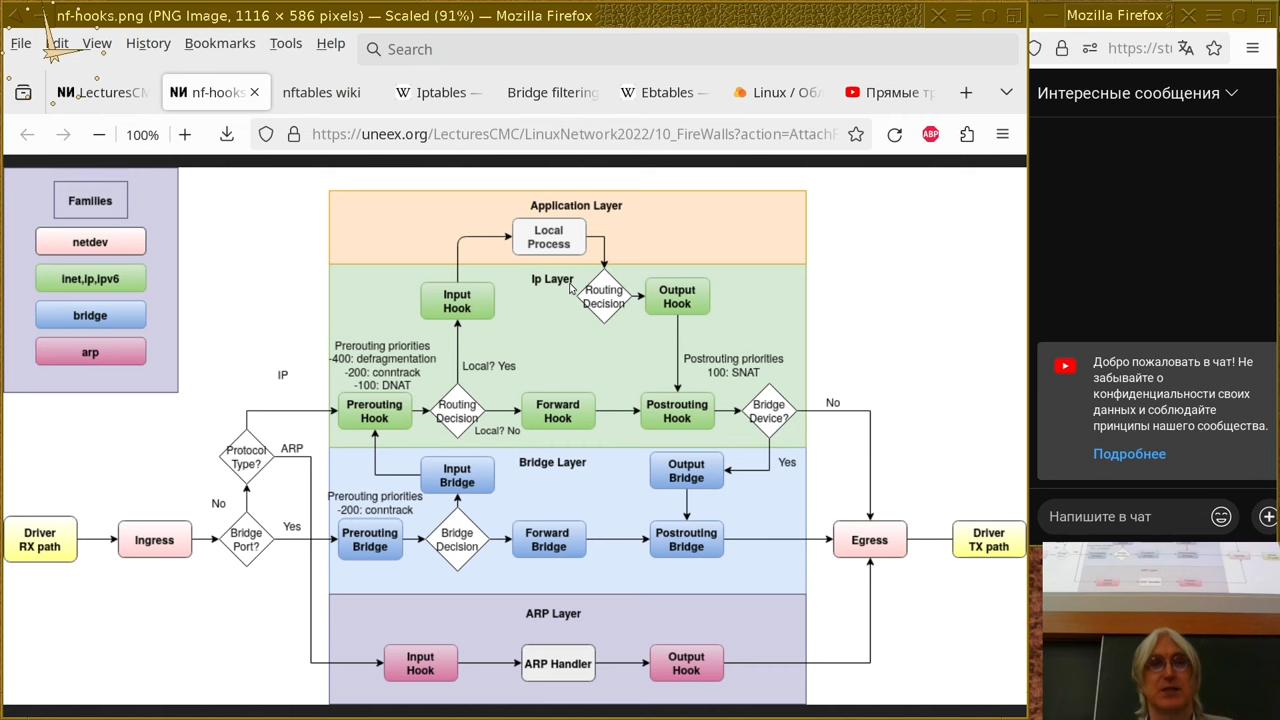 nf-hooks.png (PNG Image, 1116 × 586 pixels) — Scaled (91%) — Mozilla Firefox
File Edit View History Bookmarks Tools Help
Search
LecturesCM
nf-hooks
nftables wiki
Iptables —
Bridge filtering
Ebtables —
Linux / Обл
Прямые тр
100%
https://uneex.org/LecturesCMC/LinuxNetwork2022/10_FireWalls?action=AttachF
ABP
Families
netdev
inet,ip,ipv6
bridge
arp
Application Layer
Local
Process
Ip Layer
Routing
Decision
Output
Hook
Input
Hook
Prerouting priorities
-400: defragmentation
-200: conntrack
-100: DNAT
Local? Yes
Postrouting priorities
100: SNAT
IP
Prerouting
Hook
Routing
Decision
Local? No
Forward
Hook
Postrouting
Hook
Bridge
Device?
No
Yes
Protocol
Type?
ARP
Input
Bridge
Bridge Layer
Output
Bridge
Prerouting priorities
-200: conntrack
No
Yes
Driver
RX path
Ingress
Bridge
Port?
Prerouting
Bridge
Bridge
Decision
Forward
Bridge
Postrouting
Bridge
Egress
Driver
TX path
ARP Layer
Input
Hook
ARP Handler
Output
Hook
Mozilla Firefox
https://st
Интересные сообщения
Добро пожаловать в чат! Не
забывайте о
конфиденциальности своих
данных и соблюдайте
принципы нашего сообщества.
Подробнее
Напишите в чат